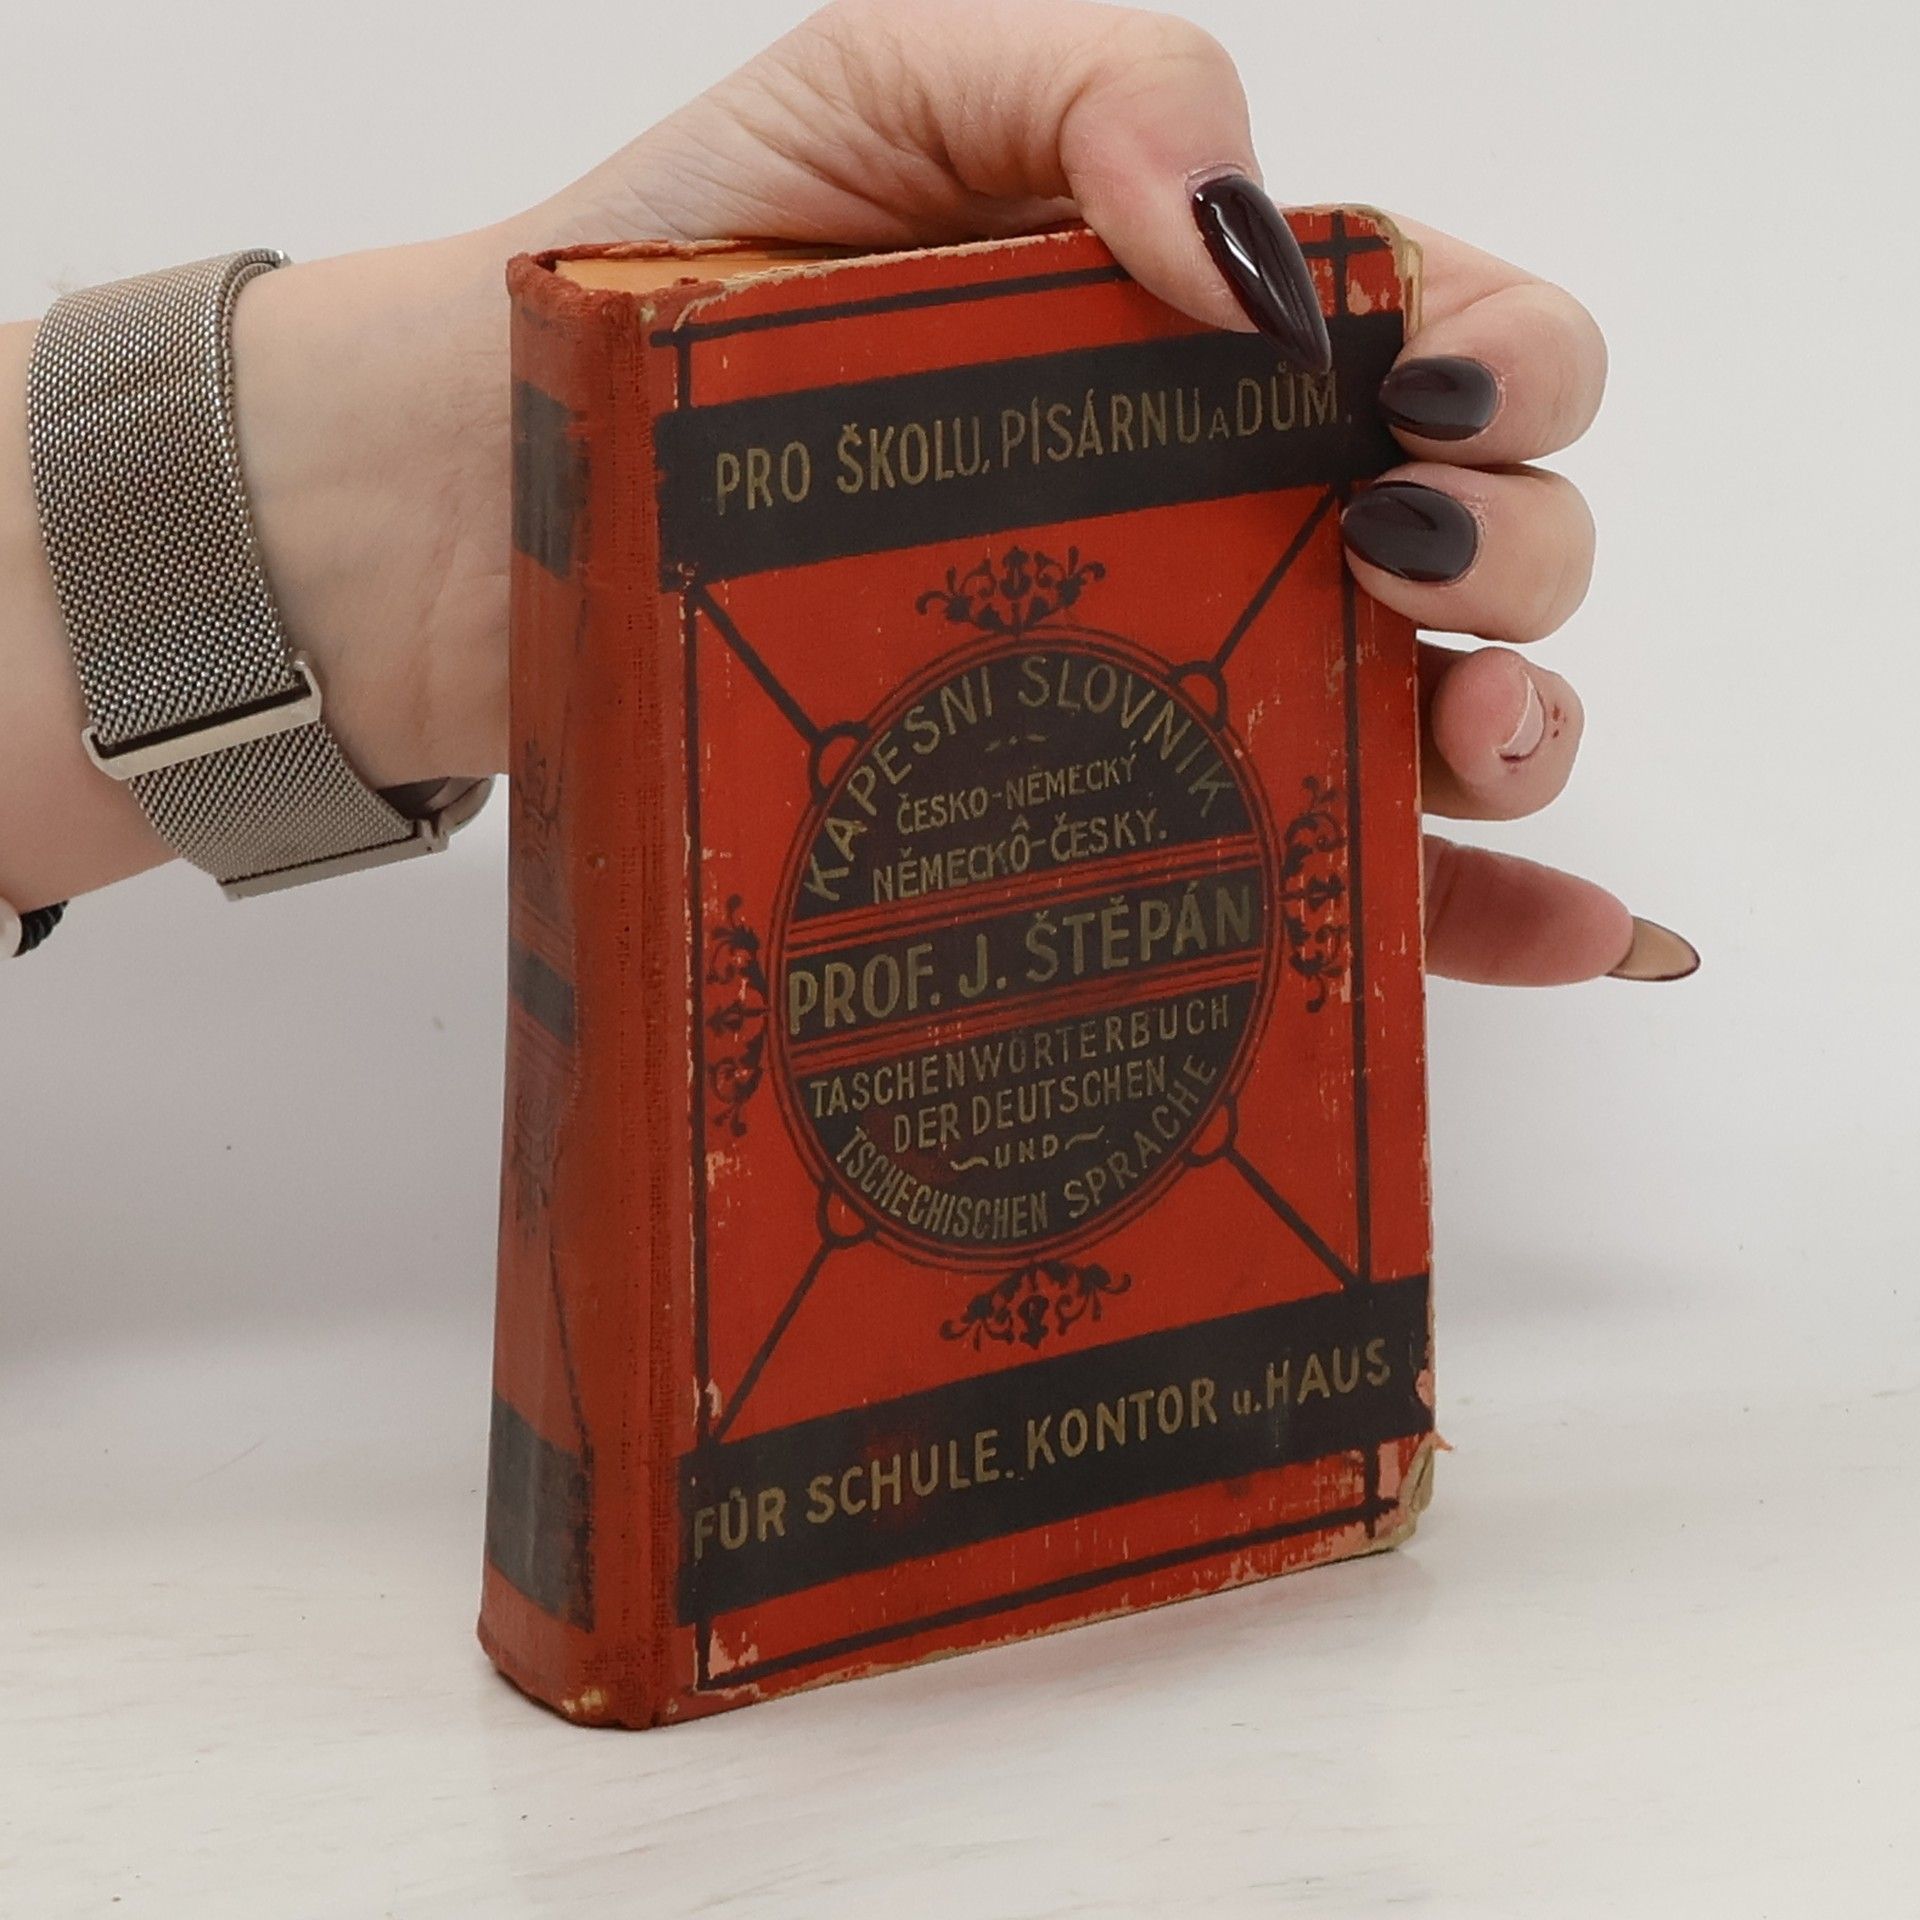 PRO ŠKOLU, PÍSÁRNU A DŮM.
KAPESNÍ SLOVNÍK
ČESKO-NĚMECKÝ
NĚMECKÔ-ČESKÝ.
PROF. J. ŠTĚPÁN
TASCHENWÖRTERBUCH
DER DEUTSCHEN
UND
TSCHECHISCHEN SPRACHE
FÜR SCHULE, KONTOR u. HAUS